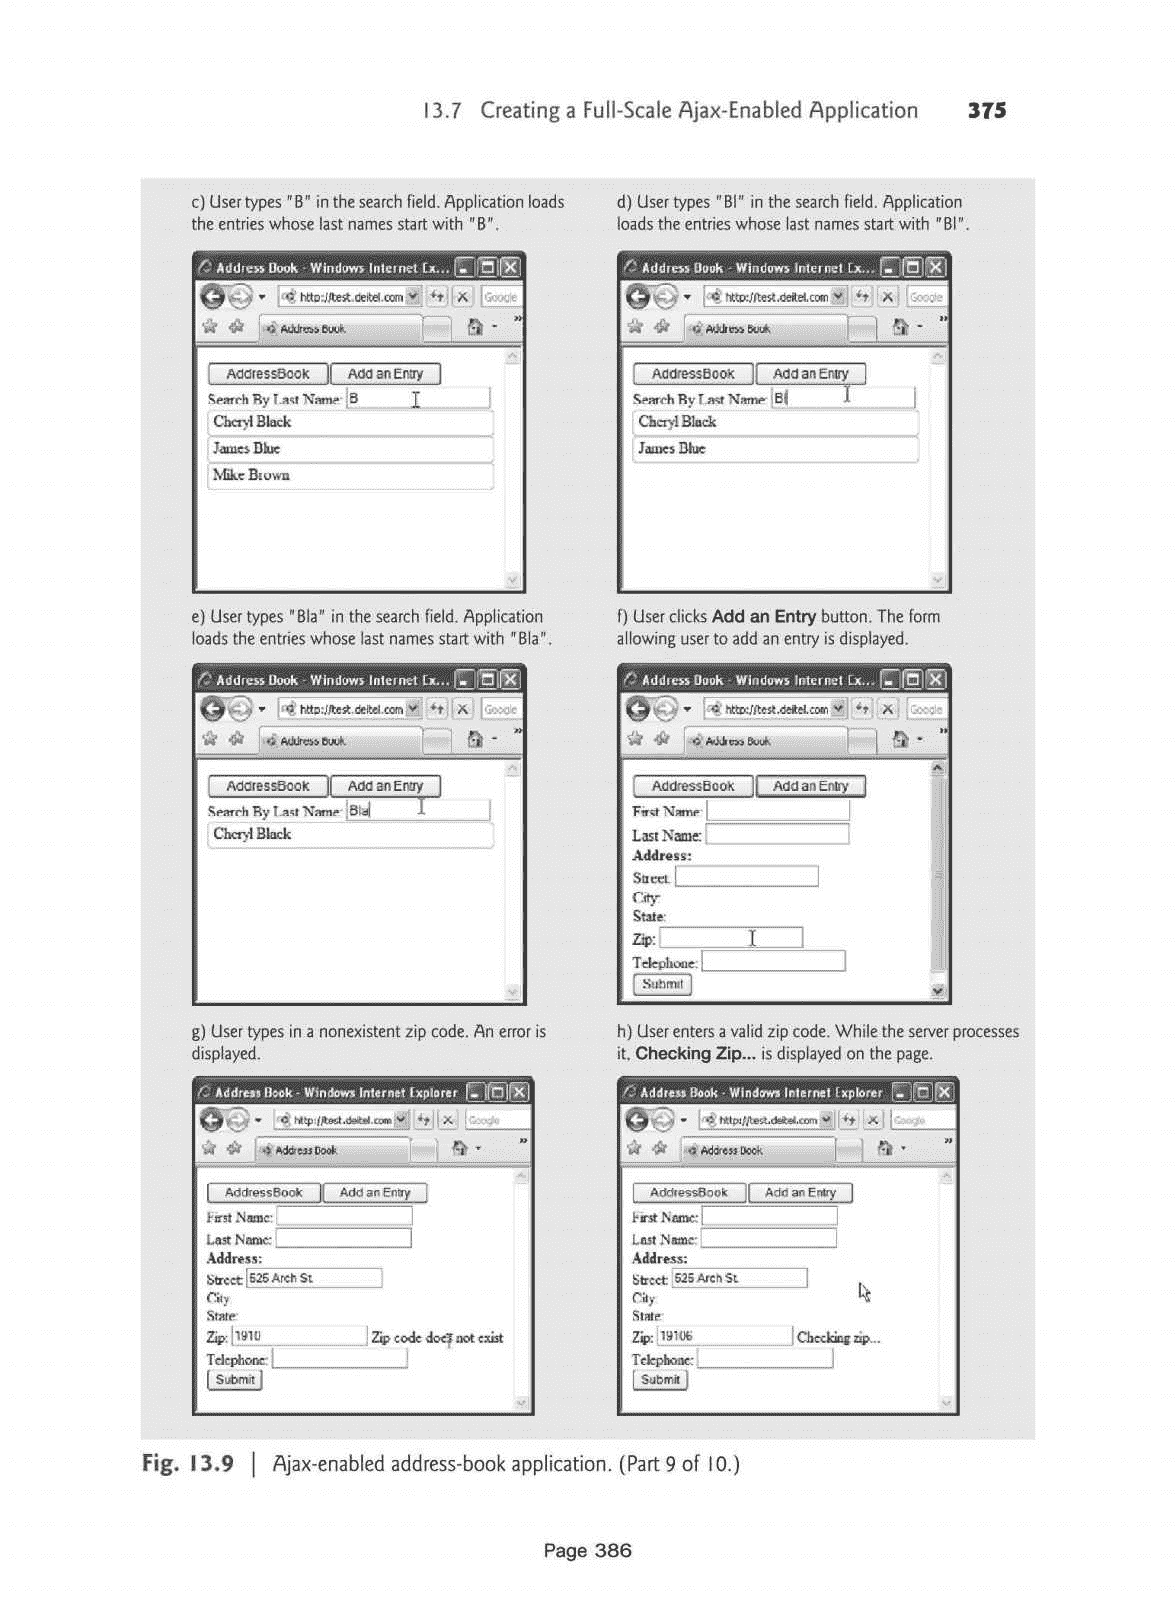 13.7 Creating a Full-Scale Ajax-Enabled Application 375
c) User types "B" in the search field. Application loads
the entries whose last names start with "B".
Address Book - Windows Internet Ex...
http://test.deitel.com
Google
Address Book
AddressBook Add an Entry
Search By Last Name: B
Cheryl Black
James Blue
Mike Brown
d) User types "Bl" in the search field. Application
loads the entries whose last names start with "Bl".
Address Book - Windows Internet Ex...
http://test.deitel.com
Google
Address Book
AddressBook Add an Entry
Search By Last Name: Bl
Cheryl Black
James Blue
e) User types "Bla" in the search field. Application
loads the entries whose last names start with "Bla".
Address Book - Windows Internet Ex...
http://test.deitel.com
Google
Address Book
AddressBook Add an Entry
Search By Last Name: Bla
Cheryl Black
f) User clicks Add an Entry button. The form
allowing user to add an entry is displayed.
Address Book - Windows Internet Ex...
http://test.deitel.com
Google
Address Book
AddressBook Add an Entry
First Name:
Last Name:
Address:
Street:
City:
State:
Zip:
Telephone:
Submit
g) User types in a nonexistent zip code. An error is
displayed.
Address Book - Windows Internet Explorer
http://test.deitel.com
Google
Address Book
AddressBook Add an Entry
First Name:
Last Name:
Address:
Street: 525 Arch St.
City:
State:
Zip: 1910 Zip code does not exist
Telephone:
Submit
h) User enters a valid zip code. While the server processes
it, Checking Zip... is displayed on the page.
Address Book - Windows Internet Explorer
http://test.deitel.com
Google
Address Book
AddressBook Add an Entry
First Name:
Last Name:
Address:
Street: 525 Arch St.
City:
State:
Zip: 19106 Checking zip...
Telephone:
Submit
Fig. 13.9 | Ajax-enabled address-book application. (Part 9 of 10.)
Page 386